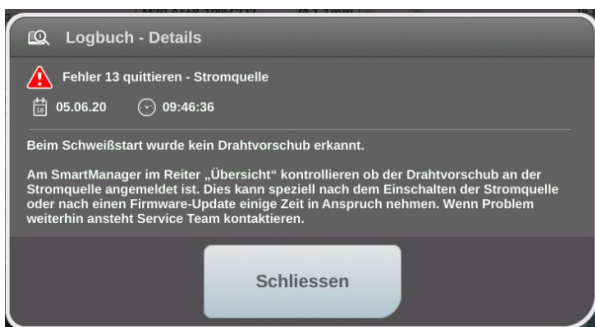 Logbuch - Details
Fehler 13 quittieren - Stromquelle
05.06.20 09:46:36
Beim Schweißstart wurde kein Drahtvorschub erkannt.
Am SmartManager im Reiter „Übersicht“ kontrollieren ob der Drahtvorschub an der
Stromquelle angemeldet ist. Dies kann speziell nach dem Einschalten der Stromquelle
oder nach einen Firmware-Update einige Zeit in Anspruch nehmen. Wenn Problem
weiterhin ansteht Service Team kontaktieren.
Schliessen